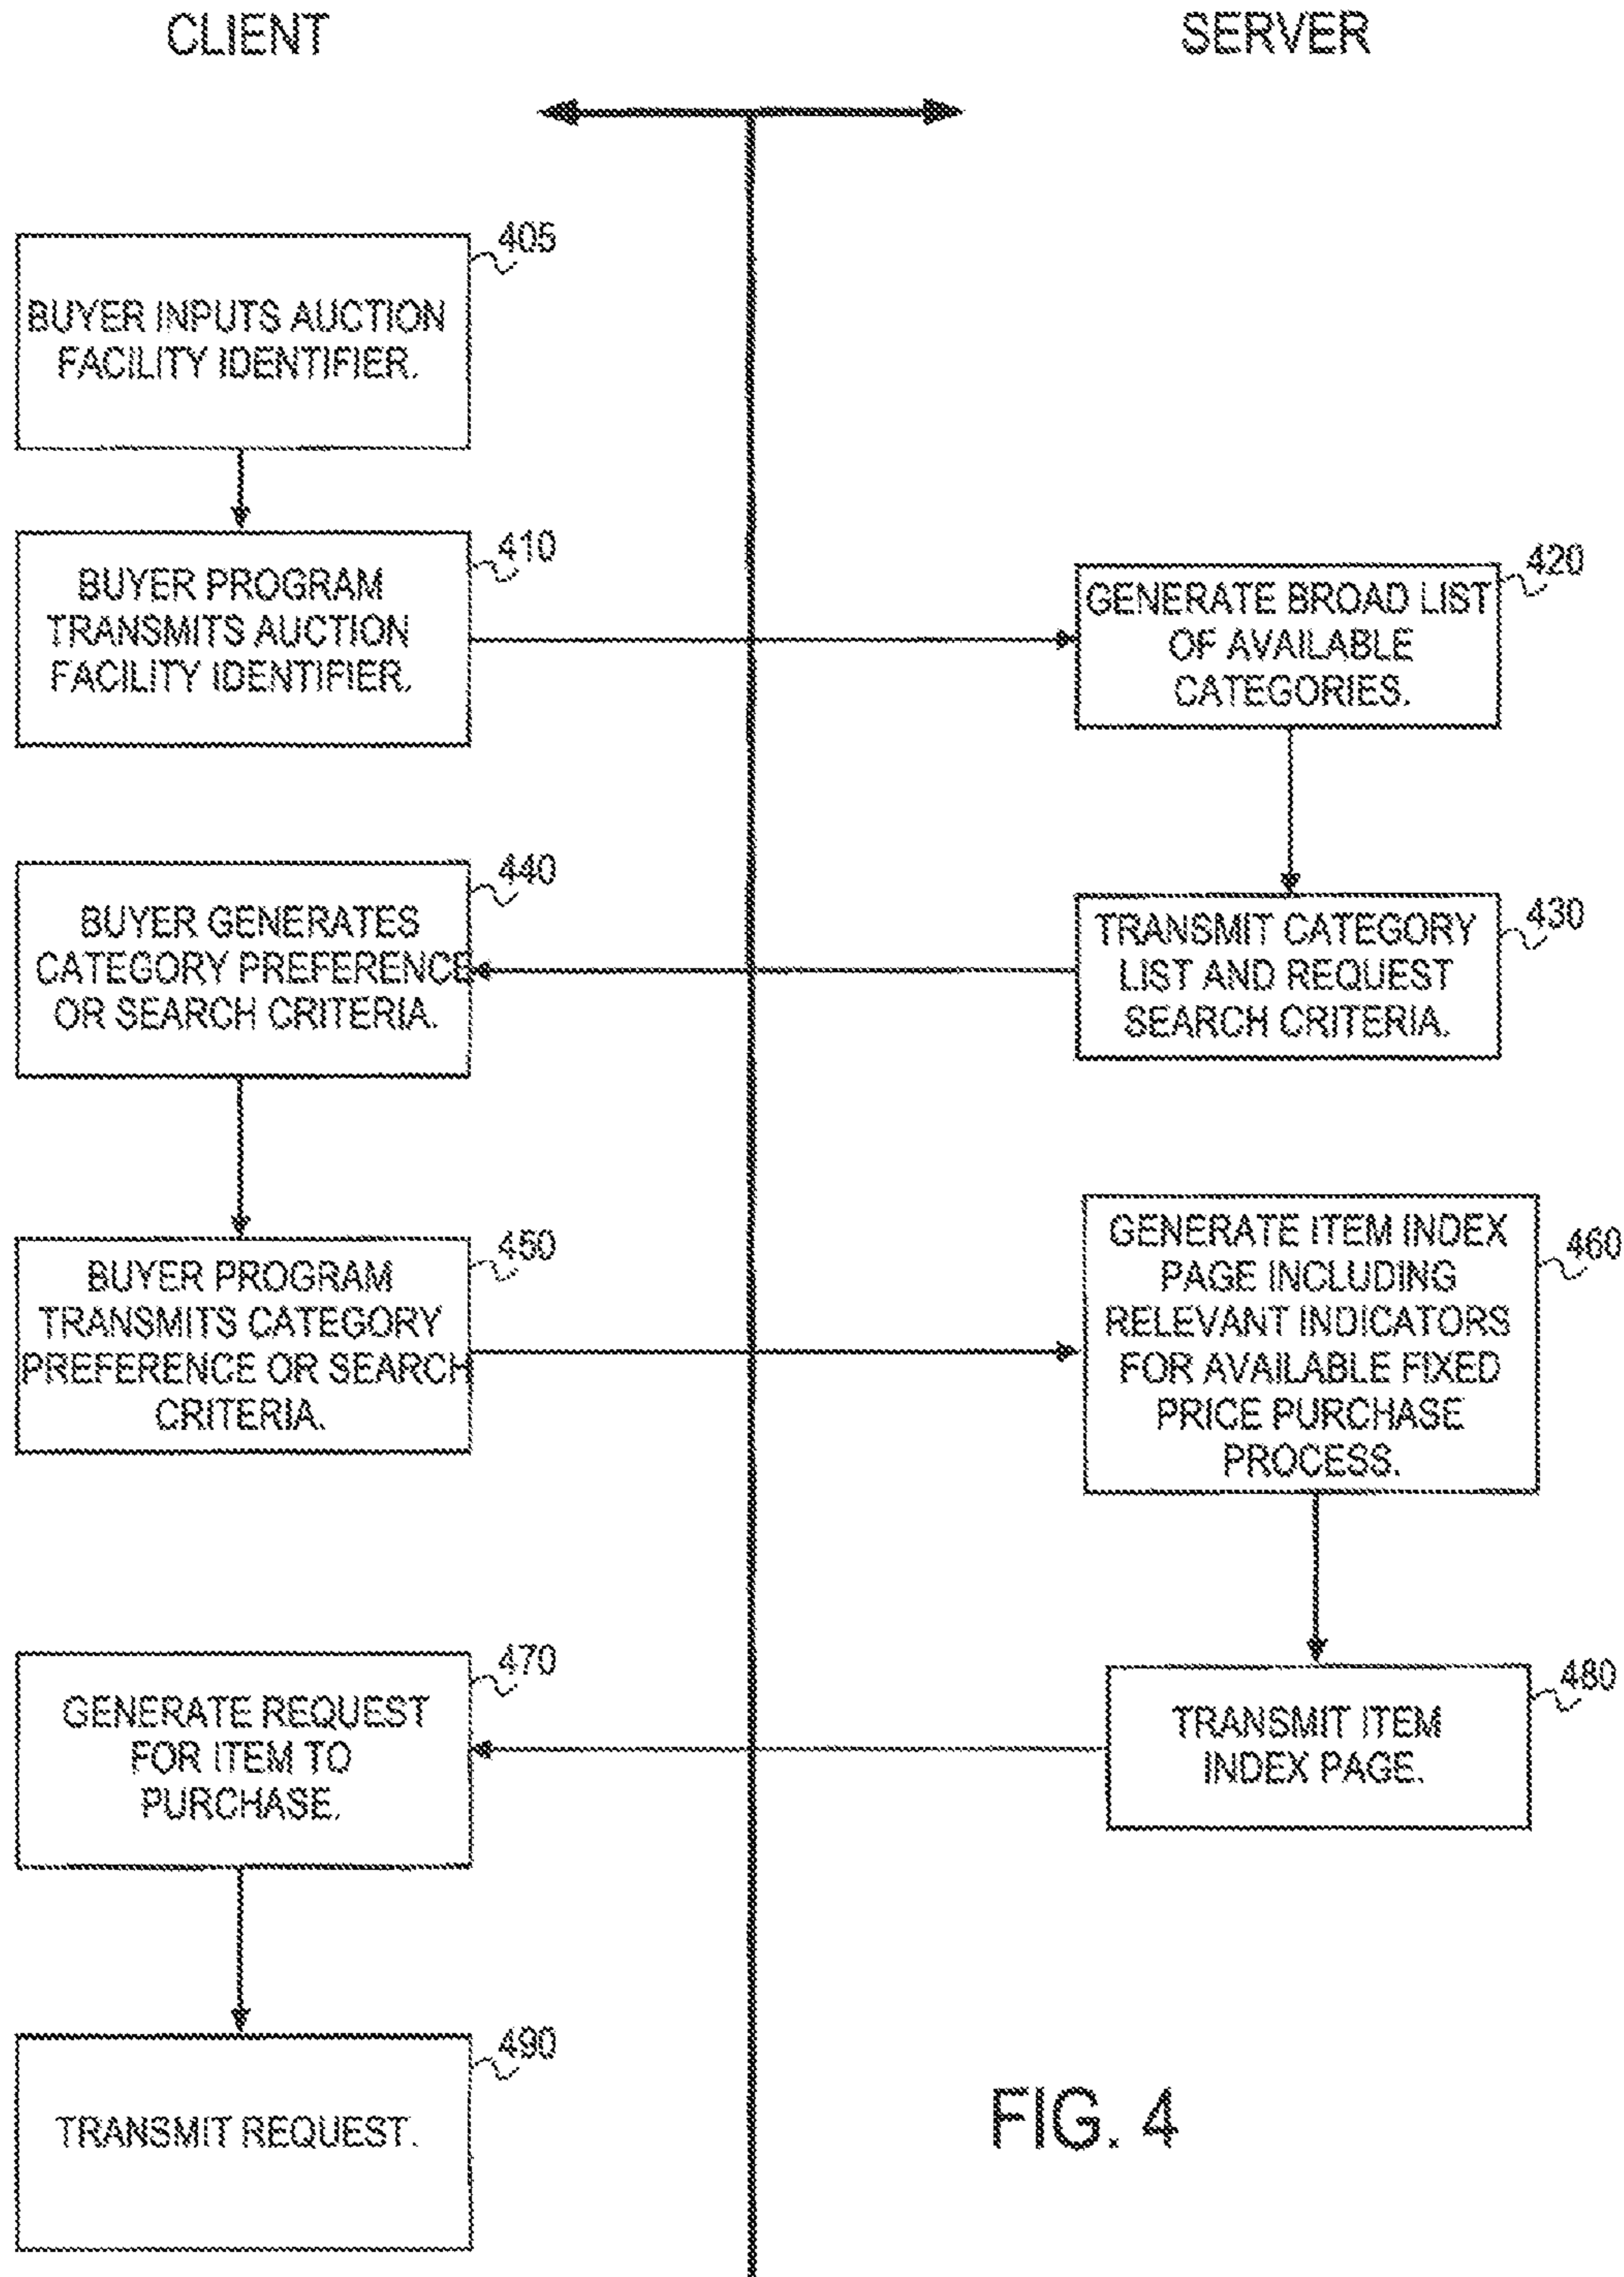 CLIENT
SERVER
405
BUYER INPUTS AUCTION
FACILITY IDENTIFIER.
410
BUYER PROGRAM
TRANSMITS AUCTION
FACILITY IDENTIFIER.
420
GENERATE BROAD LIST
OF AVAILABLE
CATEGORIES.
430
TRANSMIT CATEGORY
LIST AND REQUEST
SEARCH CRITERIA.
440
BUYER GENERATES
CATEGORY PREFERENCE
OR SEARCH CRITERIA.
450
BUYER PROGRAM
TRANSMITS CATEGORY
PREFERENCE OR SEARCH
CRITERIA.
460
GENERATE ITEM INDEX
PAGE INCLUDING
RELEVANT INDICATORS
FOR AVAILABLE FIXED
PRICE PURCHASE
PROCESS.
480
TRANSMIT ITEM
INDEX PAGE.
470
GENERATE REQUEST
FOR ITEM TO
PURCHASE.
490
TRANSMIT REQUEST.
FIG. 4